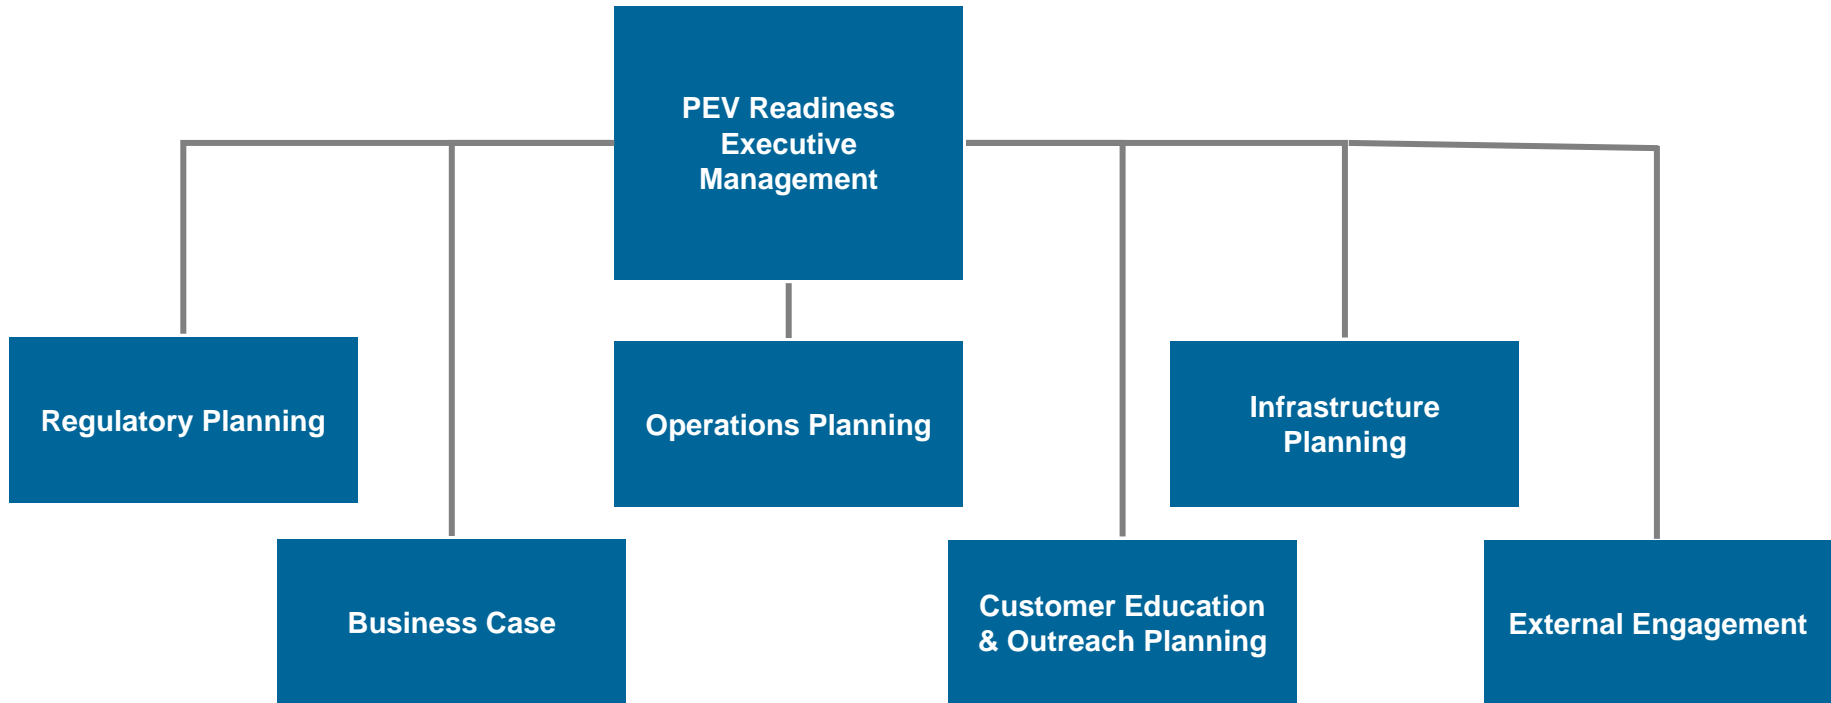 PEV Readiness
Executive
Management
Regulatory Planning
Operations Planning
Infrastructure
Planning
Business Case
Customer Education
& Outreach Planning
External Engagement